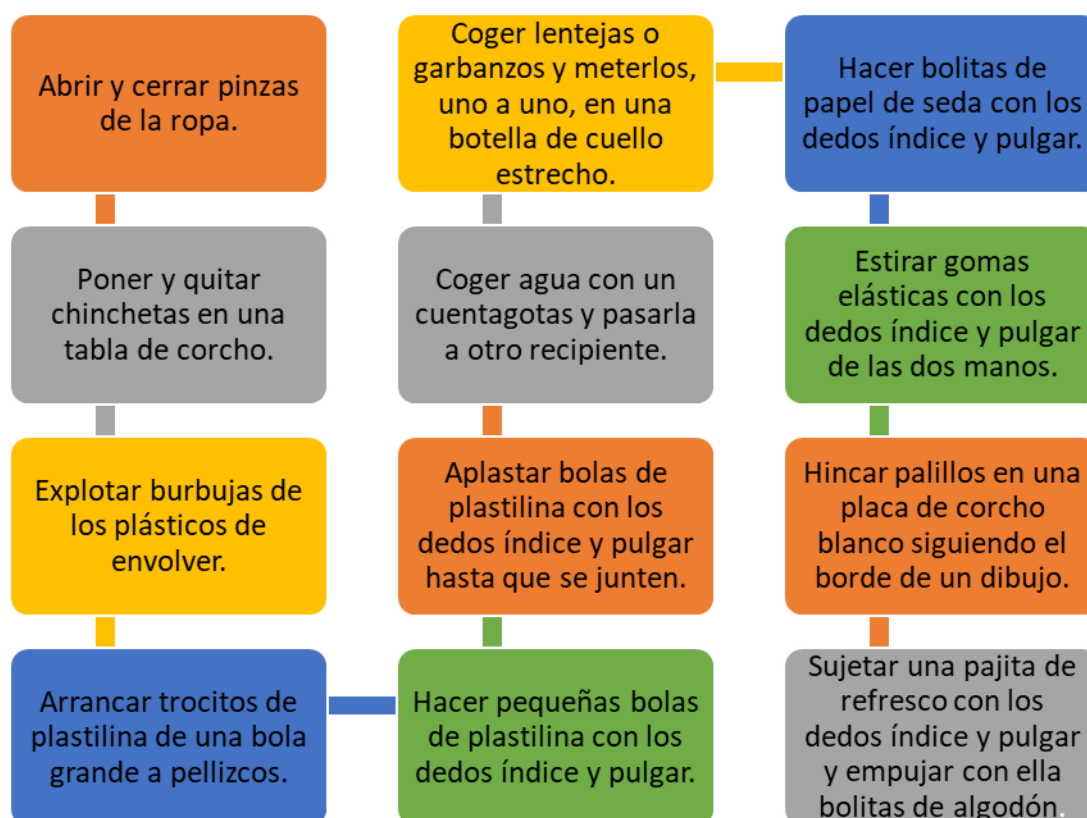 Abrir y cerrar pinzas
de la ropa.
Poner y quitar
chinchetas en una
tabla de corcho.
Explotar burbujas de
los plásticos de
envolver.
Arrancar trocitos de
plastilina de una bola
grande a pellizcos.
Hacer pequeñas bolas
de plastilina con los
dedos índice y pulgar.
Aplastar bolas de
plastilina con los
dedos índice y pulgar
hasta que se junten.
Coger agua con un
cuentagotas y pasarla
a otro recipiente.
Coger lentejas o
garbanzos y meterlos,
uno a uno, en una
botella de cuello
estrecho.
Hacer bolitas de
papel de seda con los
dedos índice y pulgar.
Estirar gomas
elásticas con los
dedos índice y pulgar
de las dos manos.
Hincar palillos en una
placa de corcho
blanco siguiendo el
borde de un dibujo.
Sujetar una pajita de
refresco con los
dedos índice y pulgar
y empujar con ella
bolitas de algodón.